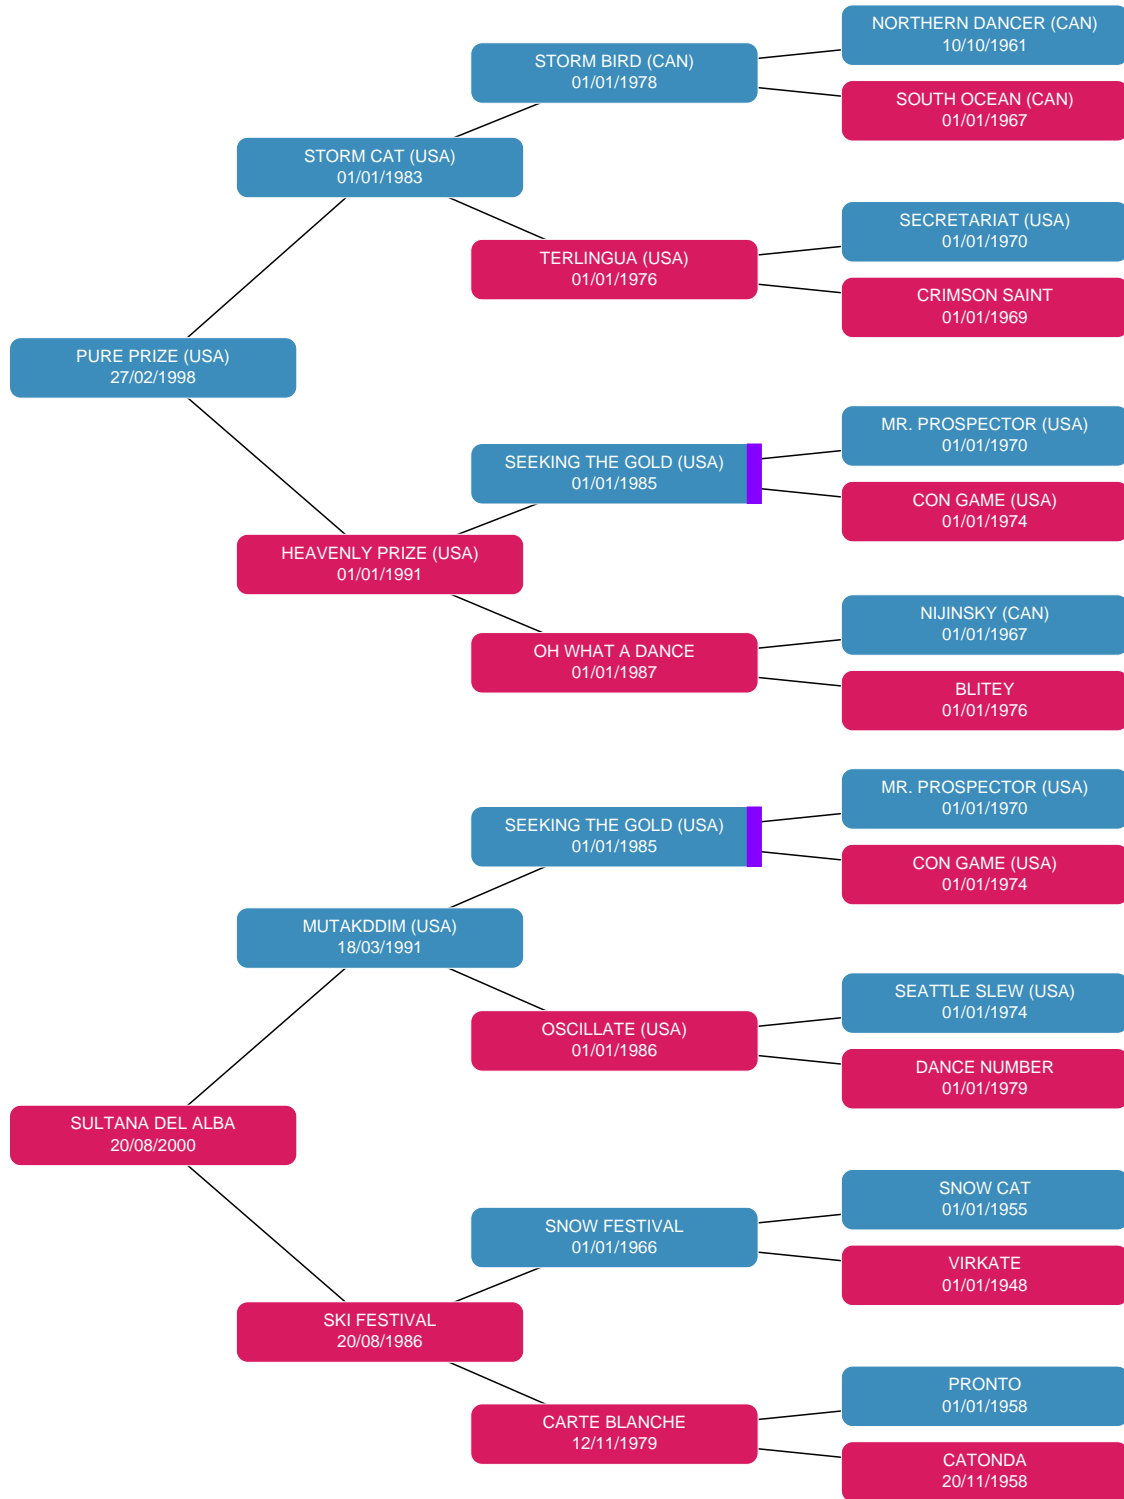 NORTHERN DANCER (CAN)
10/10/1961
STORM BIRD (CAN)
01/01/1978
SOUTH OCEAN (CAN)
01/01/1967
STORM CAT (USA)
01/01/1983
SECRETARIAT (USA)
01/01/1970
TERLINGUA (USA)
01/01/1976
CRIMSON SAINT
01/01/1969
PURE PRIZE (USA)
27/02/1998
MR. PROSPECTOR (USA)
01/01/1970
SEEKING THE GOLD (USA)
01/01/1985
CON GAME (USA)
01/01/1974
HEAVENLY PRIZE (USA)
01/01/1991
NIJINSKY (CAN)
01/01/1967
OH WHAT A DANCE
01/01/1987
BLITEY
01/01/1976
MR. PROSPECTOR (USA)
01/01/1970
SEEKING THE GOLD (USA)
01/01/1985
CON GAME (USA)
01/01/1974
MUTAKDDIM (USA)
18/03/1991
SEATTLE SLEW (USA)
01/01/1974
OSCILLATE (USA)
01/01/1986
DANCE NUMBER
01/01/1979
SULTANA DEL ALBA
20/08/2000
SNOW CAT
01/01/1955
SNOW FESTIVAL
01/01/1966
VIRKATE
01/01/1948
SKI FESTIVAL
20/08/1986
PRONTO
01/01/1958
CARTE BLANCHE
12/11/1979
CATONDA
20/11/1958